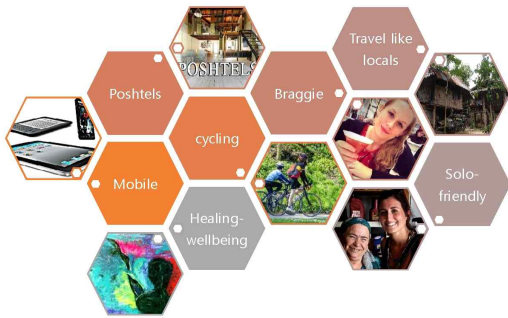 Travel like
locals
POSHTELS
Poshtels
Braggie
cycling
Solo-
friendly
Mobile
Healing-
wellbeing